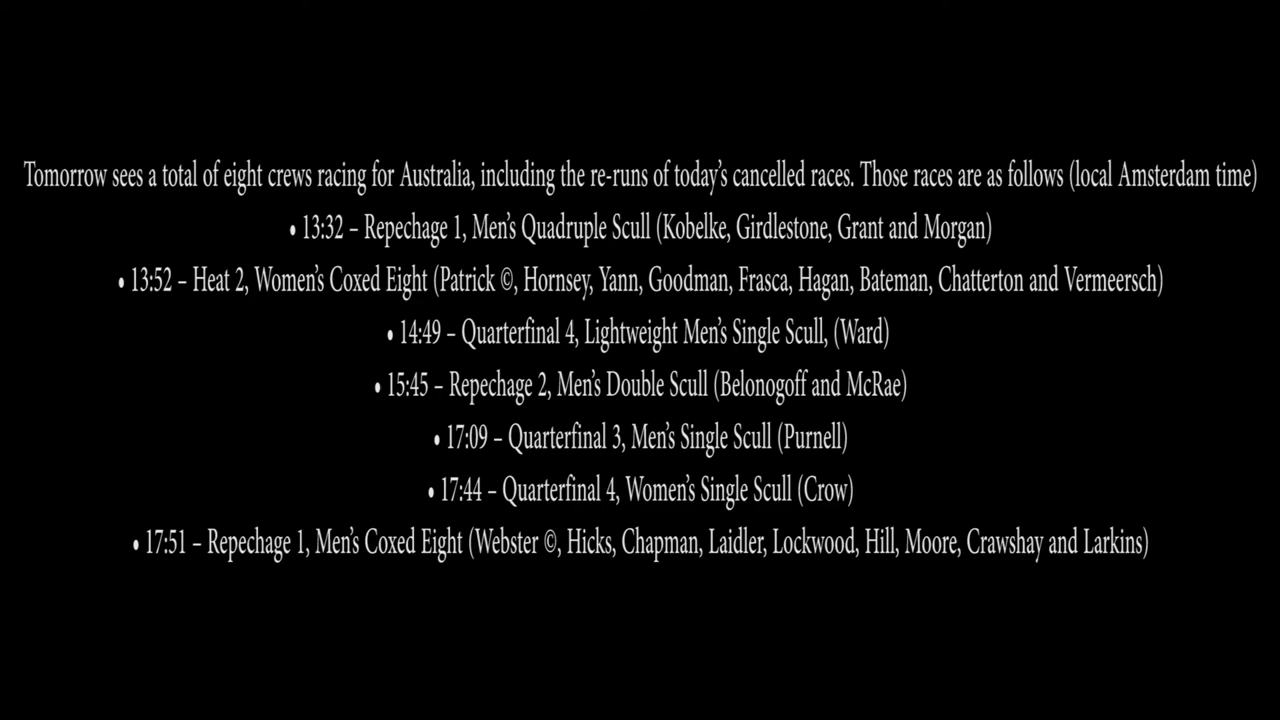 Tomorrow sees a total of eight crews racing for Australia, including the re-runs of today's cancelled races. Those races are as follows (local Amsterdam time)
• 13:32 – Repechage 1, Men's Quadruple Scull (Kobelke, Girdlestone, Grant and Morgan)
• 13:52 – Heat 2, Women's Coxed Eight (Patrick ©, Hornsey, Yann, Goodman, Frasca, Hagan, Bateman, Chatterton and Vermeersch)
• 14:49 – Quarterfinal 4, Lightweight Men's Single Scull, (Ward)
• 15:45 – Repechage 2, Men's Double Scull (Belonogoff and McRae)
• 17:09 – Quarterfinal 3, Men's Single Scull (Purnell)
• 17:44 – Quarterfinal 4, Women's Single Scull (Crow)
• 17:51 – Repechage 1, Men's Coxed Eight (Webster ©, Hicks, Chapman, Laidler, Lockwood, Hill, Moore, Crawshay and Larkins)